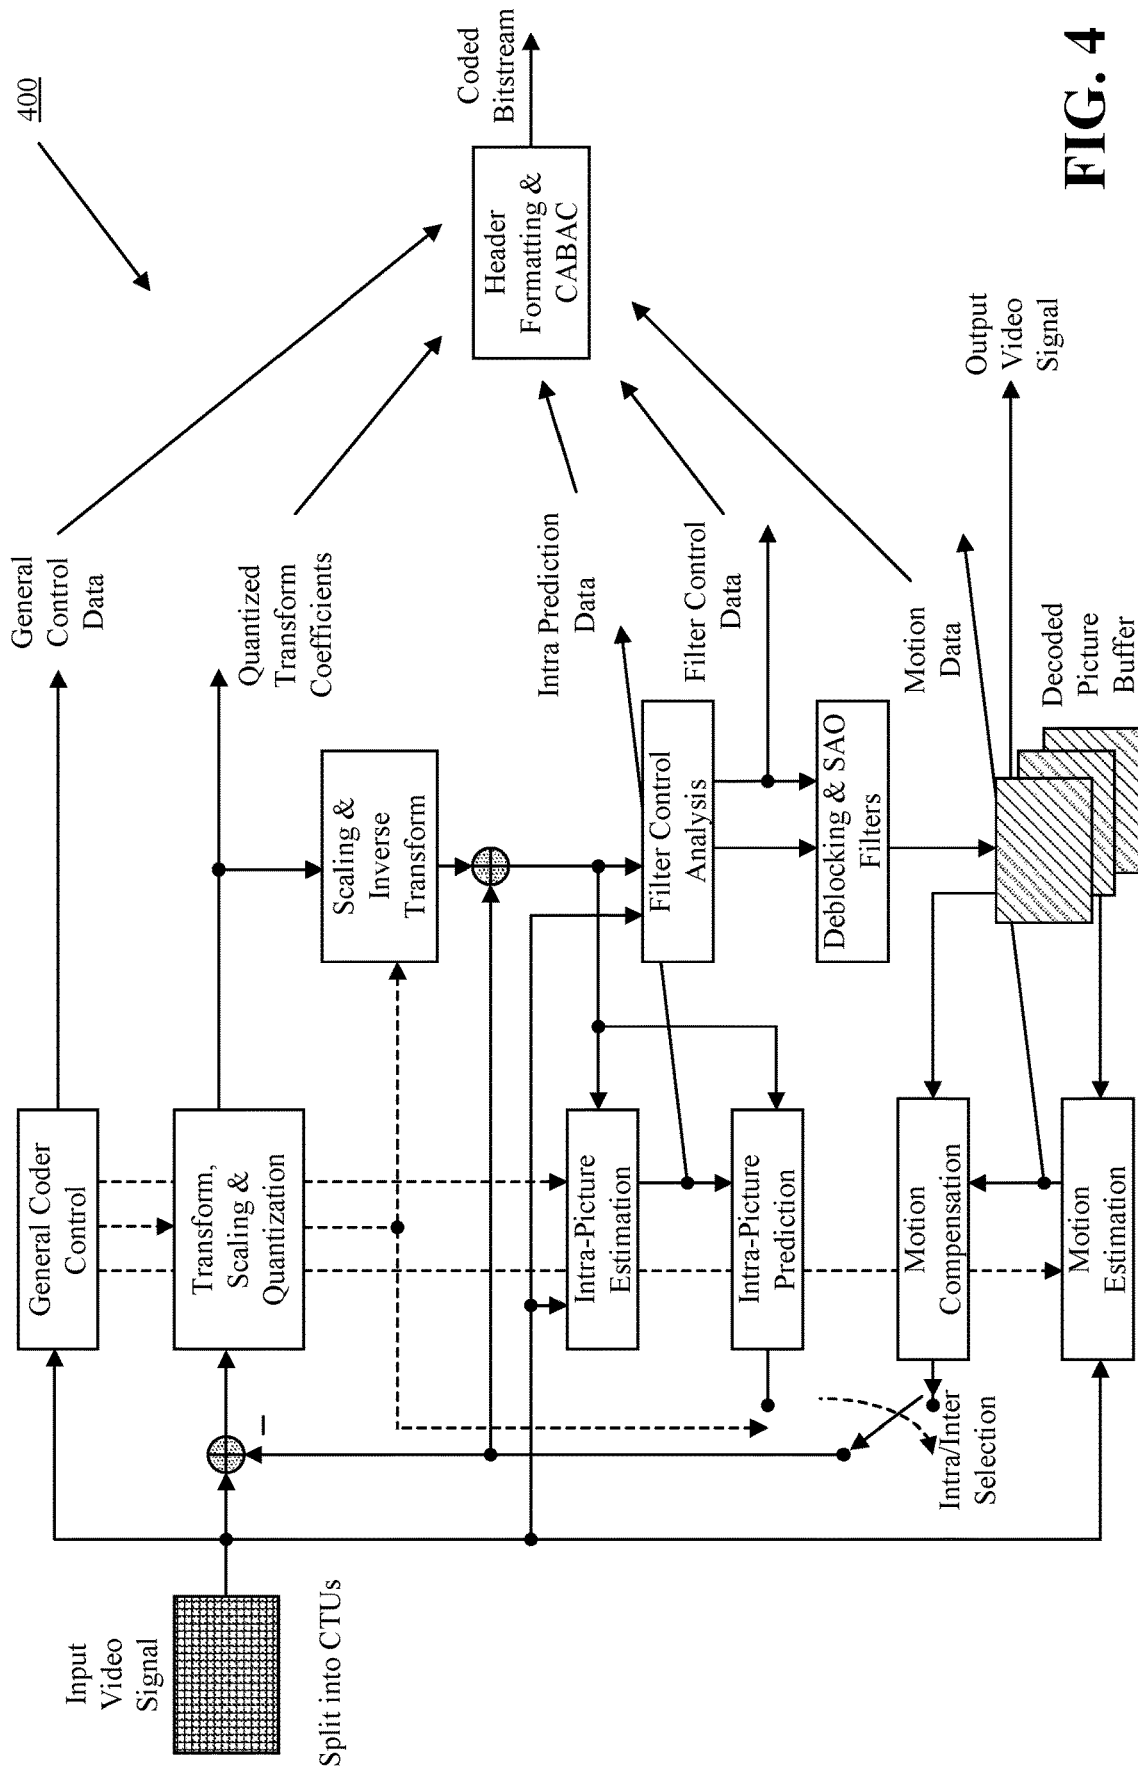 400
Input
Video
Signal
Split into CTUs
General Coder
Control
Transform,
Scaling &
Quantization
General
Control
Data
Quantized
Transform
Coefficients
Scaling &
Inverse
Transform
Intra-Picture
Estimation
Intra-Picture
Prediction
Intra Prediction
Data
Filter Control
Analysis
Filter Control
Data
Deblocking & SAO
Filters
Motion
Compensation
Motion
Estimation
Intra/Inter
Selection
Motion
Data
Decoded
Picture
Buffer
Output
Video
Signal
Header
Formatting &
CABAC
Coded
Bitstream
–
FIG. 4